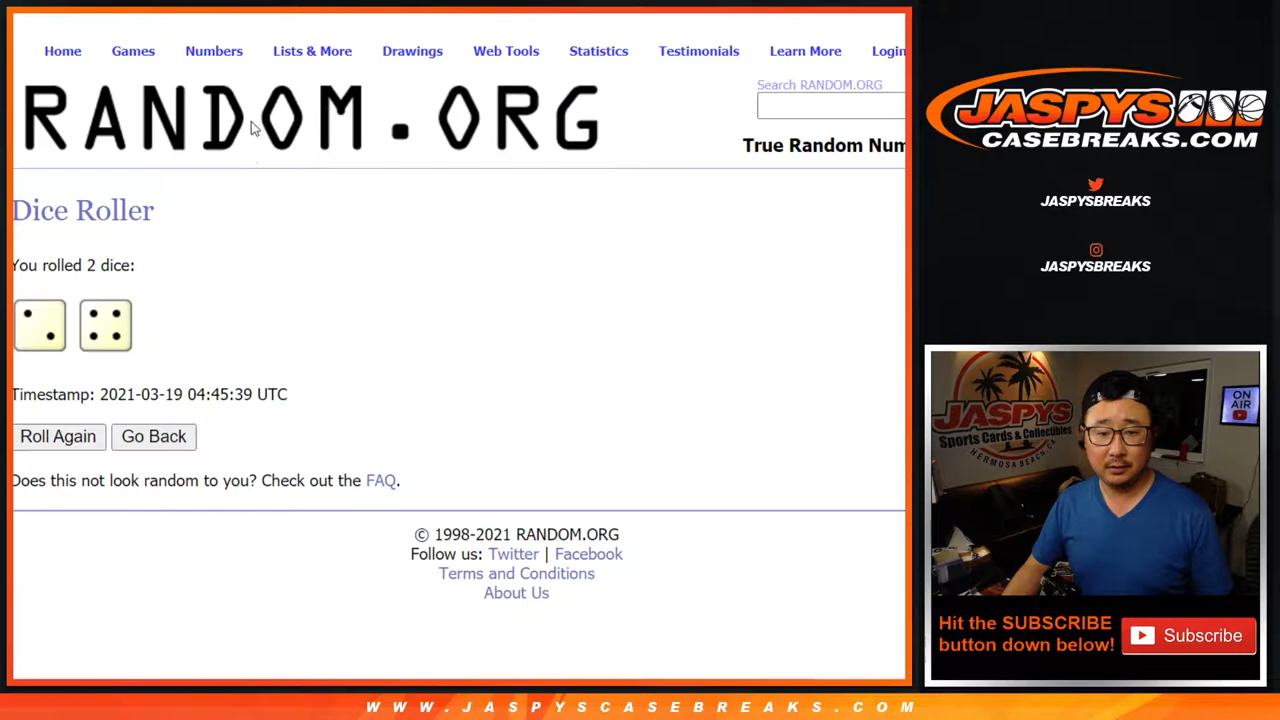 Home Games Numbers Lists & More Drawings Web Tools Statistics Testimonials Learn More Login
RANDOM.ORG
Search RANDOM.ORG
True Random Num
Dice Roller
You rolled 2 dice:
Timestamp: 2021-03-19 04:45:39 UTC
Roll Again Go Back
Does this not look random to you? Check out the FAQ.
© 1998-2021 RANDOM.ORG
Follow us: Twitter | Facebook
Terms and Conditions
About Us
JASPYS
CASEBREAKS.COM
JASPYSBREAKS
JASPYSBREAKS
JASPYS
Sports Cards & Collectibles
HERMOSA BEACH, CA
ON AIR
Hit the SUBSCRIBE
button down below!
Subscribe
WWW.JASPYSCASEBREAKS.COM